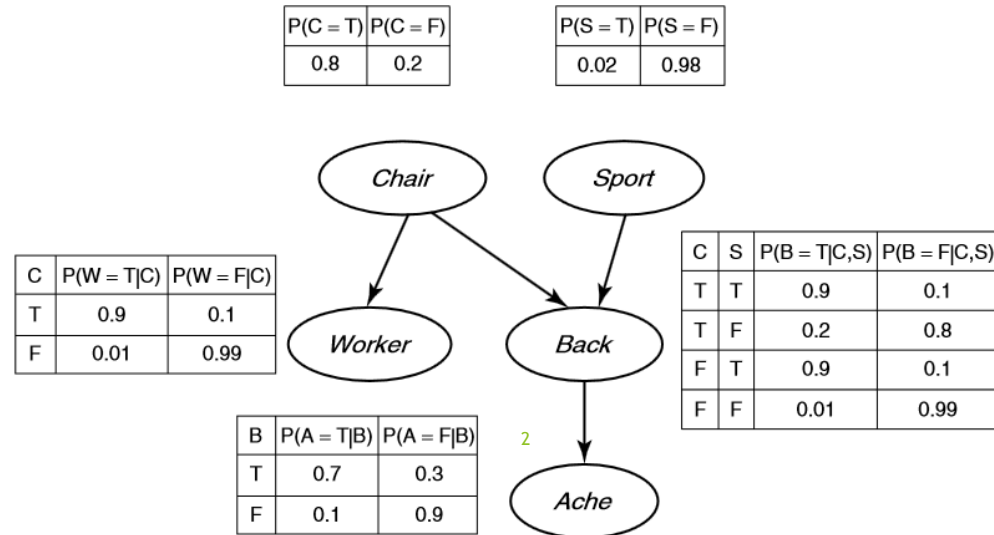 P(C = T) P(C = F)
0.8 0.2
P(S = T) P(S = F)
0.02 0.98
Chair
Sport
C P(W = T|C) P(W = F|C)
T 0.9 0.1
F 0.01 0.99
Worker
Back
C S P(B = T|C,S) P(B = F|C,S)
T T 0.9 0.1
T F 0.2 0.8
F T 0.9 0.1
F F 0.01 0.99
B P(A = T|B) P(A = F|B)
T 0.7 0.3
F 0.1 0.9
2
Ache